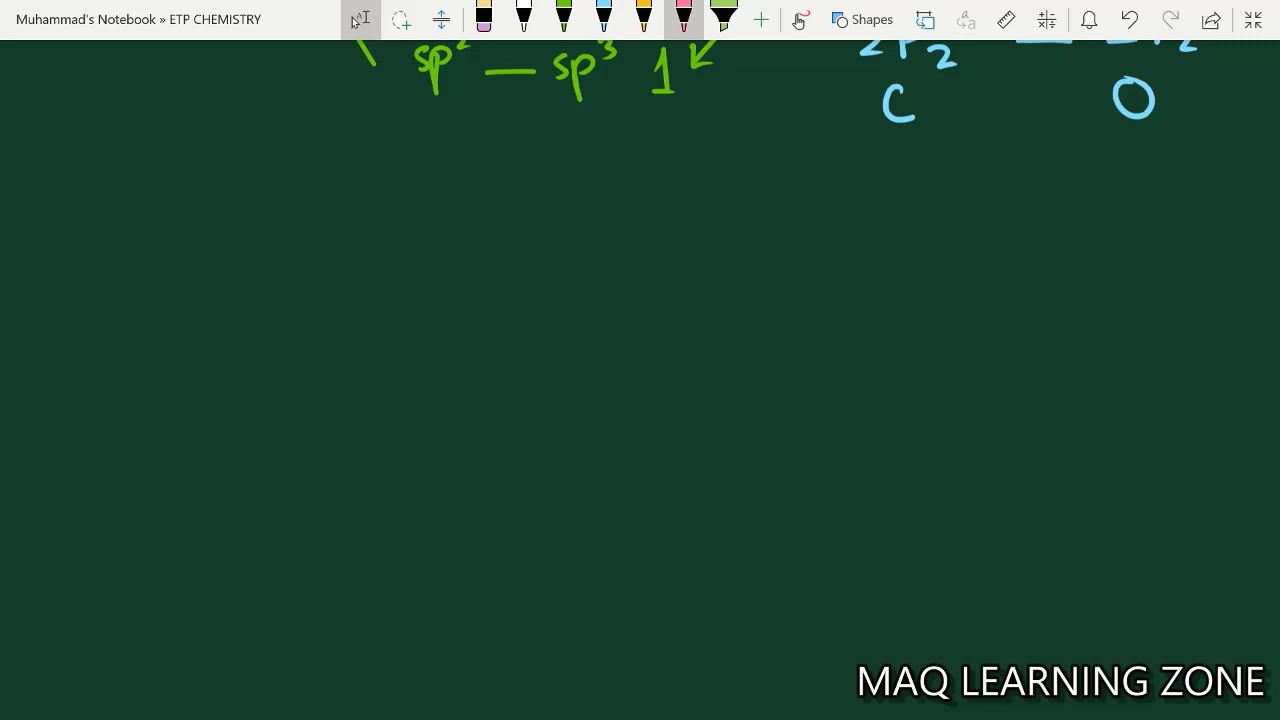 Muhammad's Notebook » ETP CHEMISTRY
Shapes
sp² — sp³ 1
C O
MAQ LEARNING ZONE